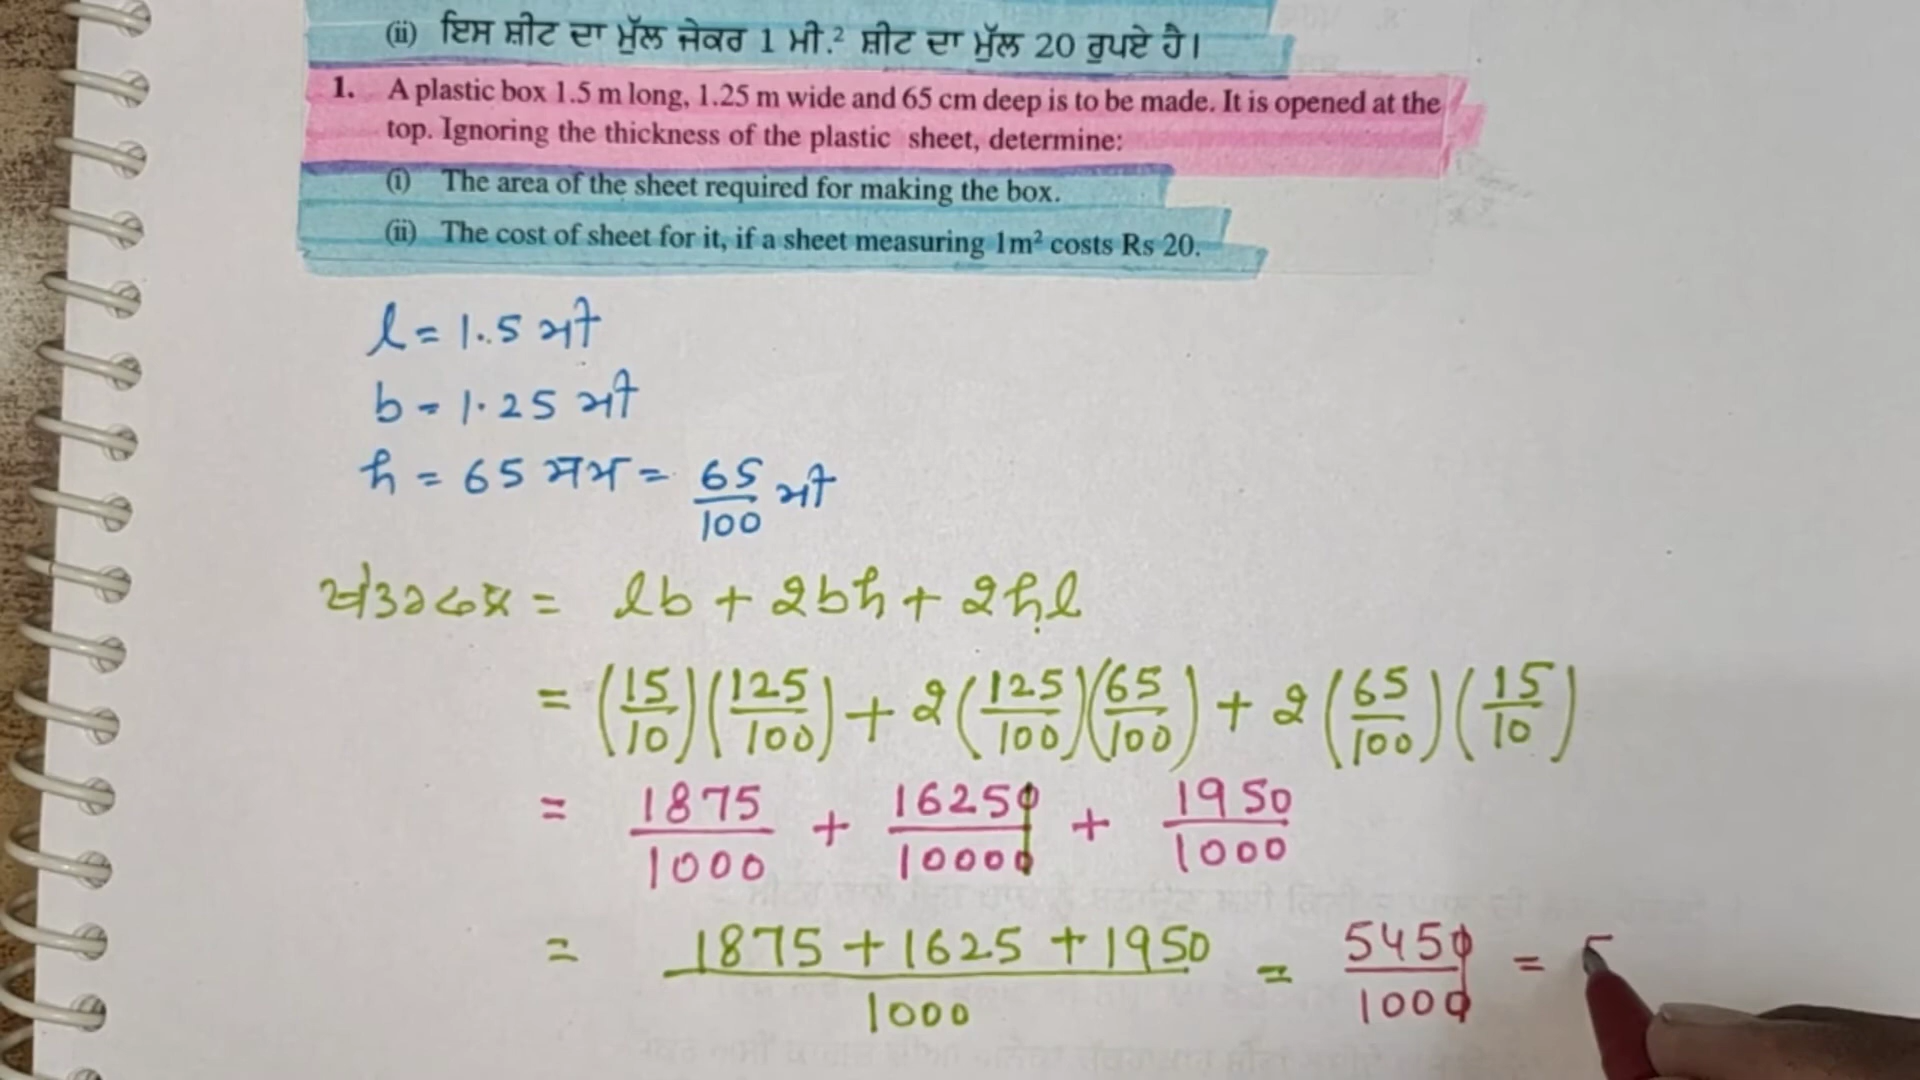 (ii) ਇਸ ਸ਼ੀਟ ਦਾ ਮੁੱਲ ਜੇਕਰ 1 ਮੀ.² ਸ਼ੀਟ ਦਾ ਮੁੱਲ 20 ਰੁਪਏ ਹੈ।
1. A plastic box 1.5 m long, 1.25 m wide and 65 cm deep is to be made. It is opened at the
top. Ignoring the thickness of the plastic sheet, determine:
(i) The area of the sheet required for making the box.
(ii) The cost of sheet for it, if a sheet measuring 1m² costs Rs 20.
l = 1.5 ਮੀ
b = 1.25 ਮੀ
h = 65 ਸਮ = 65/100 ਮੀ
ਖੇਤਰਫਲ = lb + 2bh + 2hl
= (15/10)(125/100) + 2(125/100)(65/100) + 2(65/100)(15/10)
= 1875/1000 + 16250/10000 + 1950/1000
= 1875 + 1625 + 1950/1000 = 5450/1000 = 5